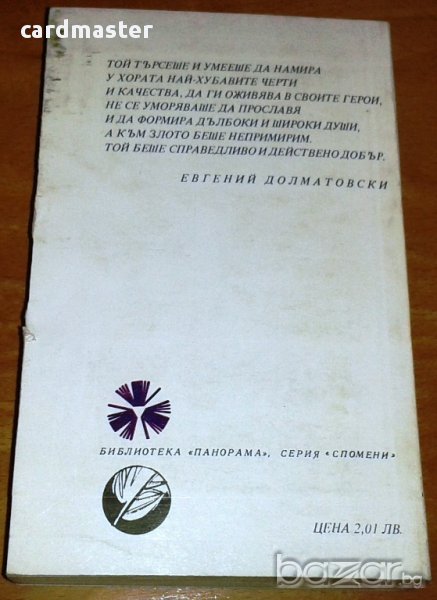 cardmaster
ТОЙ ТЪРСЕШЕ И УМЕЕШЕ ДА НАМИРА
У ХОРАТА НАЙ-ХУБАВИТЕ ЧЕРТИ
И КАЧЕСТВА, ДА ГИ ОЖИВЯВА В СВОИТЕ ГЕРОИ,
НЕ СЕ УМОРЯВАШЕ ДА ПРОСЛАВЯ
И ДА ФОРМИРА ДЪЛБОКИ И ШИРОКИ ДУШИ,
А КЪМ ЗЛОТО БЕШЕ НЕПРИМИРИМ.
ТОЙ БЕШЕ СПРАВЕДЛИВО И ДЕЙСТВЕНО ДОБЪР.
ЕВГЕНИЙ ДОЛМАТОВСКИ
БИБЛИОТЕКА «ПАНОРАМА», СЕРИЯ «СПОМЕНИ»
ЦЕНА 2,01 ЛВ.
bazar.bg